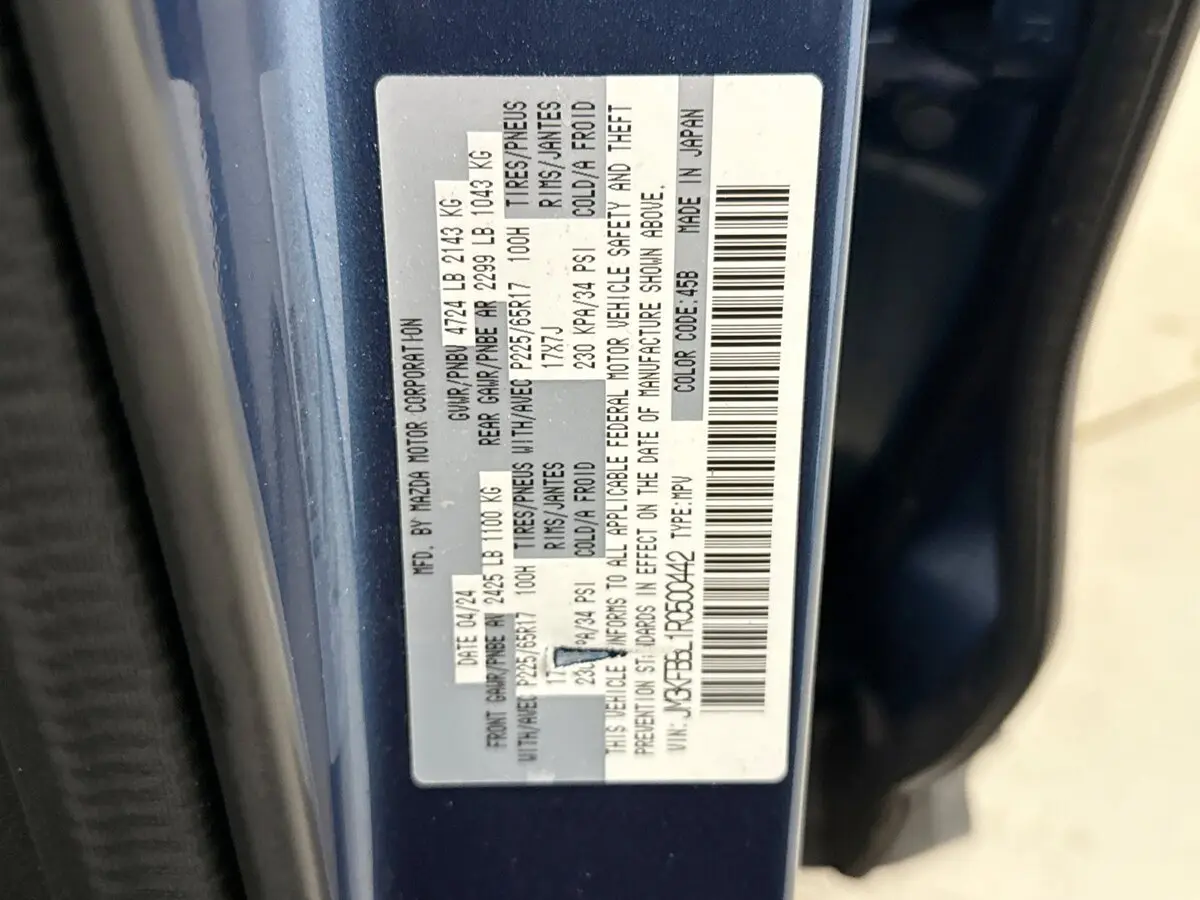 MFD. BY MAZDA MOTOR CORPORATION
DATE 04/24 GVWR/PNBV 4724 LB 2143 KG
FRONT GAWR/PNBE AV 2425 LB 1100 KG REAR GAWR/PNBE AR 2299 LB 1043 KG
WITH/AVEC P225/65R17 100H TIRES/PNEUS WITH/AVEC P225/65R17 100H TIRES/PNEUS
RIMS/JANTES 17X7J RIMS/JANTES
PSI COLD/A FROID 230 KPA/34 PSI COLD/A FROID
THIS VEHICLE TO ALL APPLICABLE FEDERAL MOTOR VEHICLE SAFETY AND THEFT
PREVENTION IN EFFECT ON THE DATE OF MANUFACTURE SHOWN ABOVE.
VIN: JM3KFBBL1R0500442 TYPE:MPV COLOR CODE:45B MADE IN JAPAN